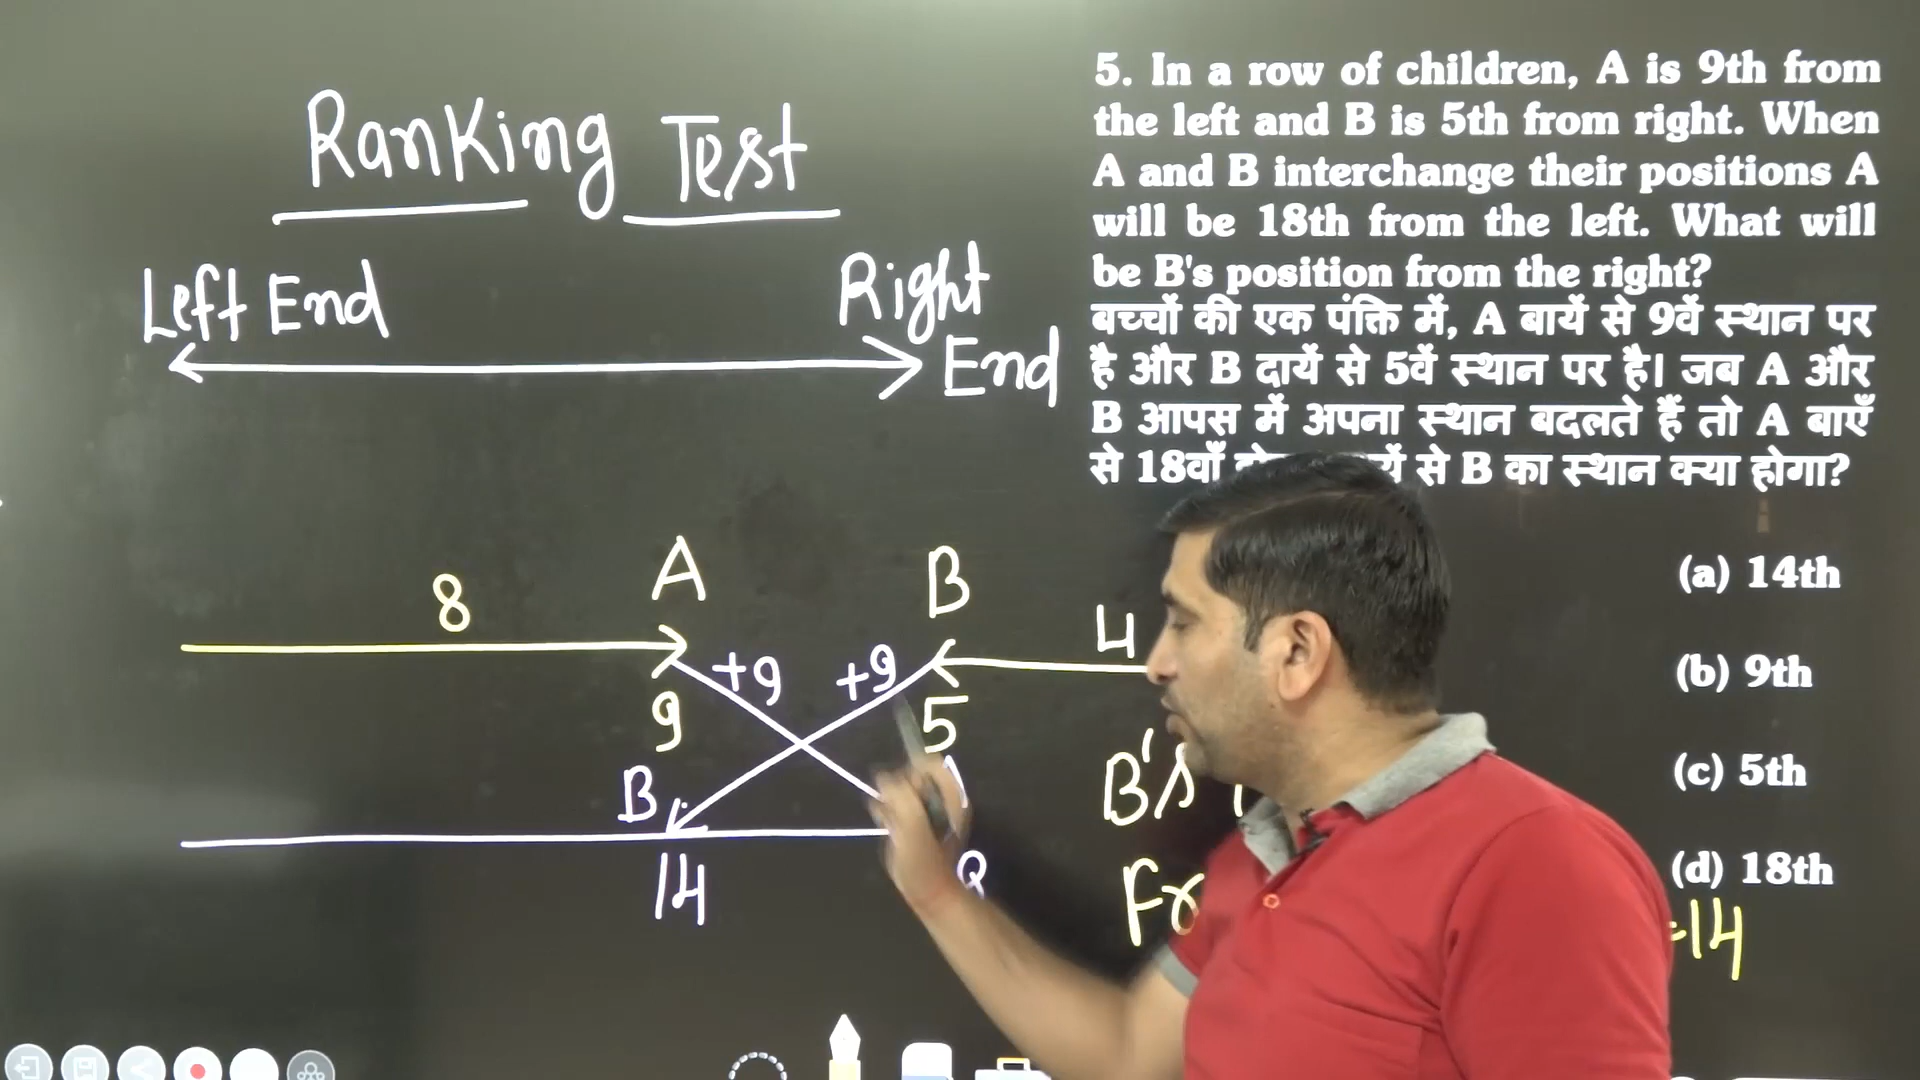 Ranking Test
Left End
Right
End
5. In a row of children, A is 9th from
the left and B is 5th from right. When
A and B interchange their positions A
will be 18th from the left. What will
be B's position from the right?
बच्चों की एक पंक्ति में, A बायें से 9वें स्थान पर
है और B दायें से 5वें स्थान पर है। जब A और
B आपस में अपना स्थान बदलते हैं तो A बाएँ
से 18वाँ से B का स्थान क्या होगा?
(a) 14th
(b) 9th
(c) 5th
(d) 18th
A B
8 4
+9 +9
9 5
B
14
B's
=14